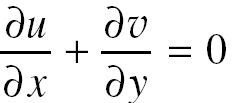 ∂u/∂x + ∂v/∂y = 0